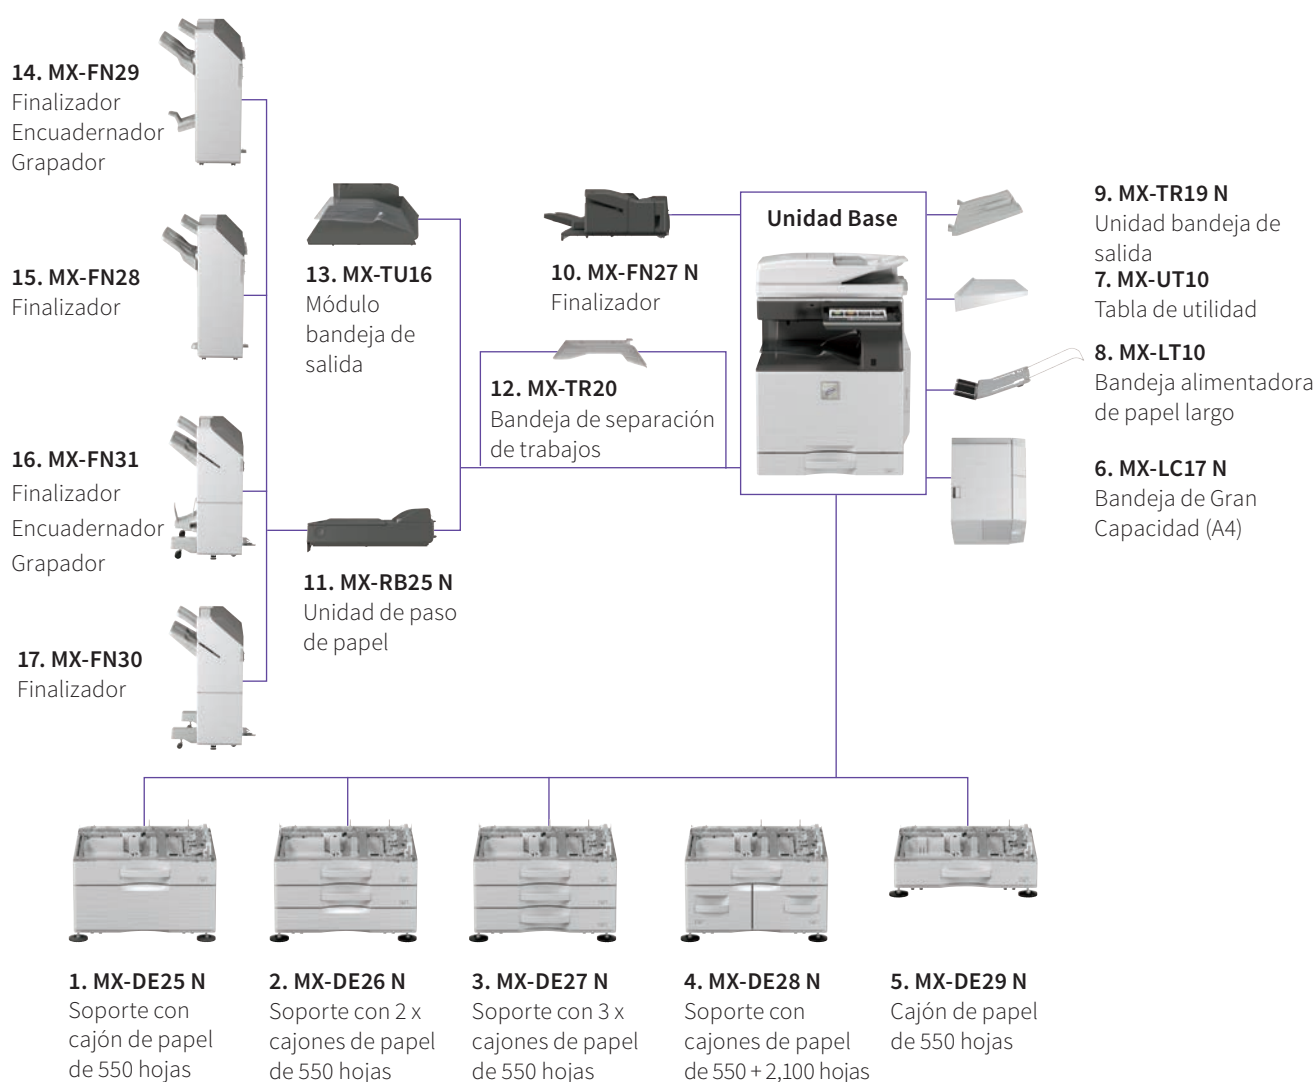 14. MX-FN29
Finalizador
Encuadernador
Grapador
15. MX-FN28
Finalizador
16. MX-FN31
Finalizador
Encuadernador
Grapador
17. MX-FN30
Finalizador
13. MX-TU16
Módulo
bandeja de
salida
11. MX-RB25 N
Unidad de paso
de papel
10. MX-FN27 N
Finalizador
12. MX-TR20
Bandeja de separación
de trabajos
Unidad Base
9. MX-TR19 N
Unidad bandeja de
salida
7. MX-UT10
Tabla de utilidad
8. MX-LT10
Bandeja alimentadora
de papel largo
6. MX-LC17 N
Bandeja de Gran
Capacidad (A4)
1. MX-DE25 N
Soporte con
cajón de papel
de 550 hojas
2. MX-DE26 N
Soporte con 2 x
cajones de papel
de 550 hojas
3. MX-DE27 N
Soporte con 3 x
cajones de papel
de 550 hojas
4. MX-DE28 N
Soporte con
cajones de papel
de 550 + 2,100 hojas
5. MX-DE29 N
Cajón de papel
de 550 hojas